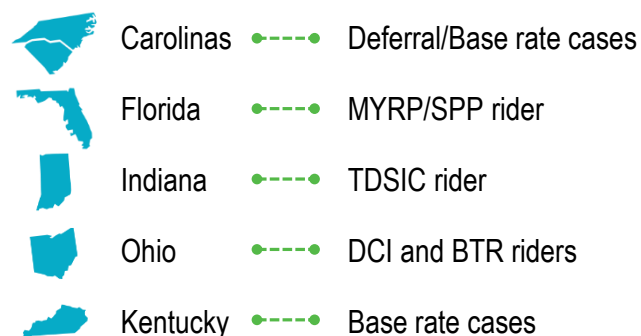 Carolinas Deferral/Base rate cases
Florida MYRP/SPP rider
Indiana TDSIC rider
Ohio DCI and BTR riders
Kentucky Base rate cases